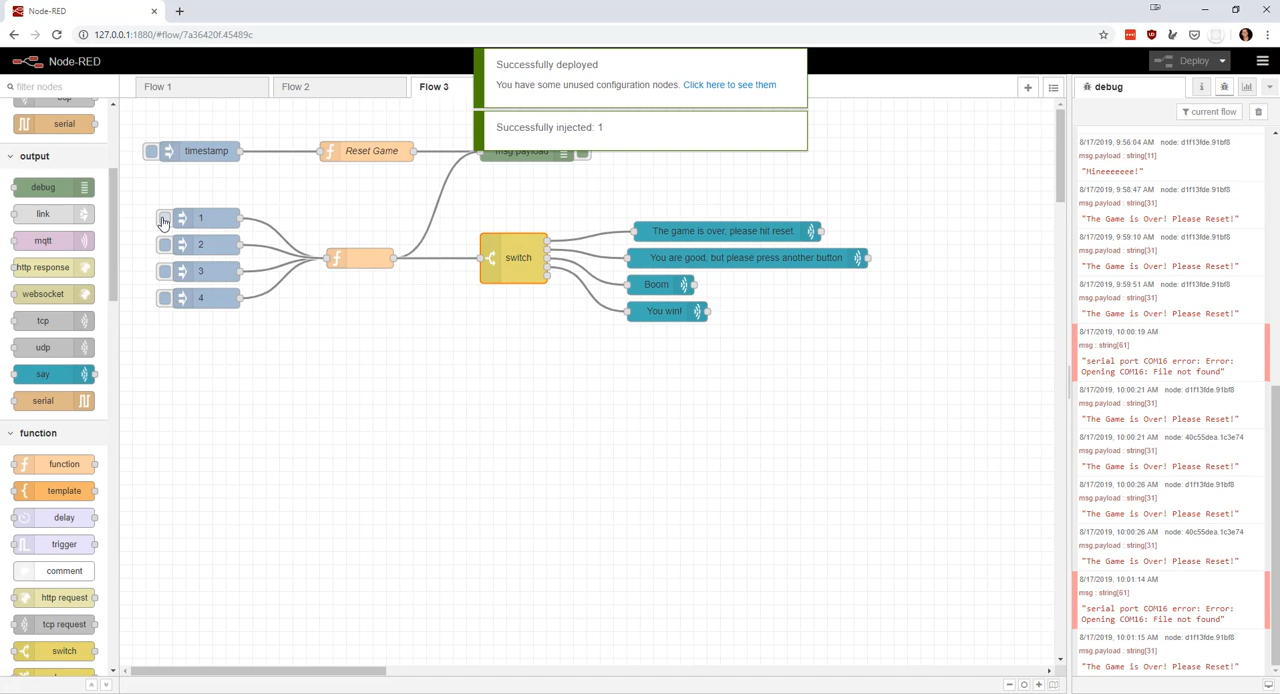 Node-RED
127.0.0.1:1880/#flow/7a36420f.45489c
Node-RED
Deploy
filter nodes
serial
output
debug
link
mqtt
http response
websocket
tcp
udp
say
serial
function
function
template
delay
trigger
comment
http request
tcp request
switch
Flow 1
Flow 2
Flow 3
Successfully deployed
You have some unused configuration nodes. Click here to see them
Successfully injected: 1
timestamp
Reset Game
msg.payload
1
2
3
4
switch
The game is over, please hit reset.
You are good, but please press another button
Boom
You win!
debug
current flow
8/17/2019, 9:56:04 AM node: d1f13fde.91bf8
msg.payload : string[11]
"Mineeeeeee!"
8/17/2019, 9:58:47 AM node: d1f13fde.91bf8
msg.payload : string[31]
"The Game is Over! Please Reset!"
8/17/2019, 9:59:10 AM node: d1f13fde.91bf8
msg.payload : string[31]
"The Game is Over! Please Reset!"
8/17/2019, 9:59:51 AM node: d1f13fde.91bf8
msg.payload : string[31]
"The Game is Over! Please Reset!"
8/17/2019, 10:00:19 AM
msg : string[61]
"serial port COM16 error: Error:
Opening COM16: File not found"
8/17/2019, 10:00:21 AM node: d1f13fde.91bf8
msg.payload : string[31]
"The Game is Over! Please Reset!"
8/17/2019, 10:00:21 AM node: 40c55dea.1c3e74
msg.payload : string[31]
"The Game is Over! Please Reset!"
8/17/2019, 10:00:26 AM node: d1f13fde.91bf8
msg.payload : string[31]
"The Game is Over! Please Reset!"
8/17/2019, 10:00:26 AM node: 40c55dea.1c3e74
msg.payload : string[31]
"The Game is Over! Please Reset!"
8/17/2019, 10:01:14 AM
msg : string[61]
"serial port COM16 error: Error:
Opening COM16: File not found"
8/17/2019, 10:01:15 AM node: d1f13fde.91bf8
msg.payload : string[31]
"The Game is Over! Please Reset!"